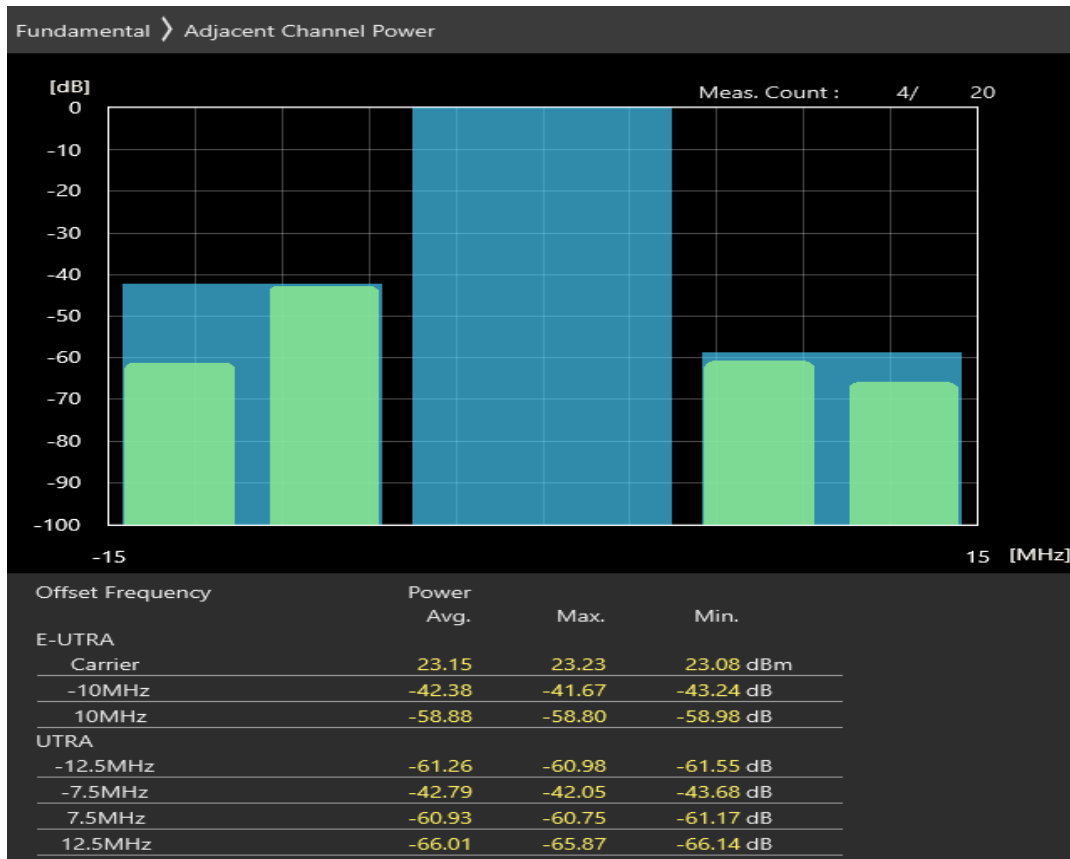 Fundamental ❯ Adjacent Channel Power
[dB]
Meas. Count : 4/ 20
0
-10
-20
-30
-40
-50
-60
-70
-80
-90
-100
-15 15 [MHz]
Offset Frequency Power
Avg. Max. Min.
E-UTRA
Carrier 23.15 23.23 23.08 dBm
-10MHz -42.38 -41.67 -43.24 dB
10MHz -58.88 -58.80 -58.98 dB
UTRA
-12.5MHz -61.26 -60.98 -61.55 dB
-7.5MHz -42.79 -42.05 -43.68 dB
7.5MHz -60.93 -60.75 -61.17 dB
12.5MHz -66.01 -65.87 -66.14 dB